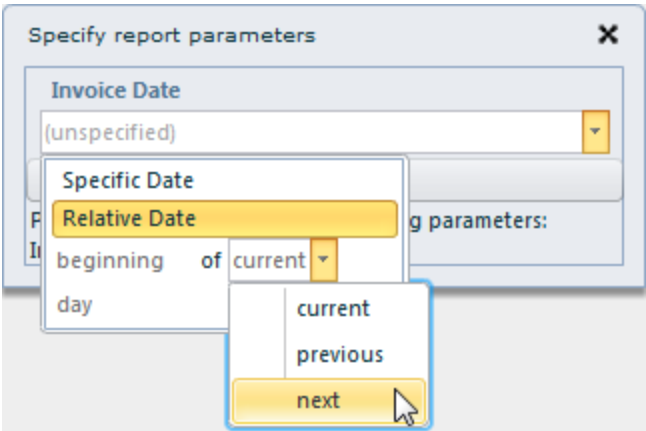 Specify report parameters
Invoice Date
(unspecified)
Specific Date
Relative Date
g parameters:
beginning of current
day
current
previous
next